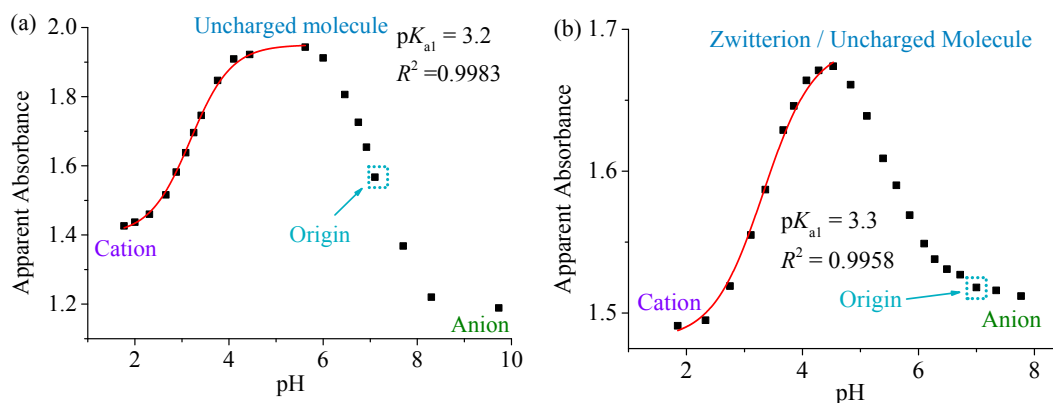 (a)
Uncharged molecule
pKa1 = 3.2
R2 =0.9983
Origin
Cation
Anion
Apparent Absorbance
2.0
1.8
1.6
1.4
1.2
2
4
6
8
10
pH
(b)
Zwitterion / Uncharged Molecule
pKa1 = 3.3
R2 = 0.9958
Origin
Cation
Anion
Apparent Absorbance
1.7
1.6
1.5
2
4
6
8
pH